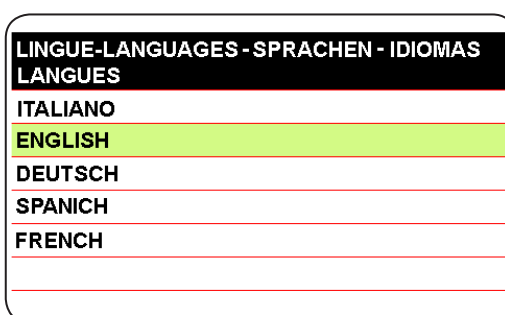 LINGUE-LANGUAGES - SPRACHEN - IDIOMAS
LANGUES
ITALIANO
ENGLISH
DEUTSCH
SPANICH
FRENCH